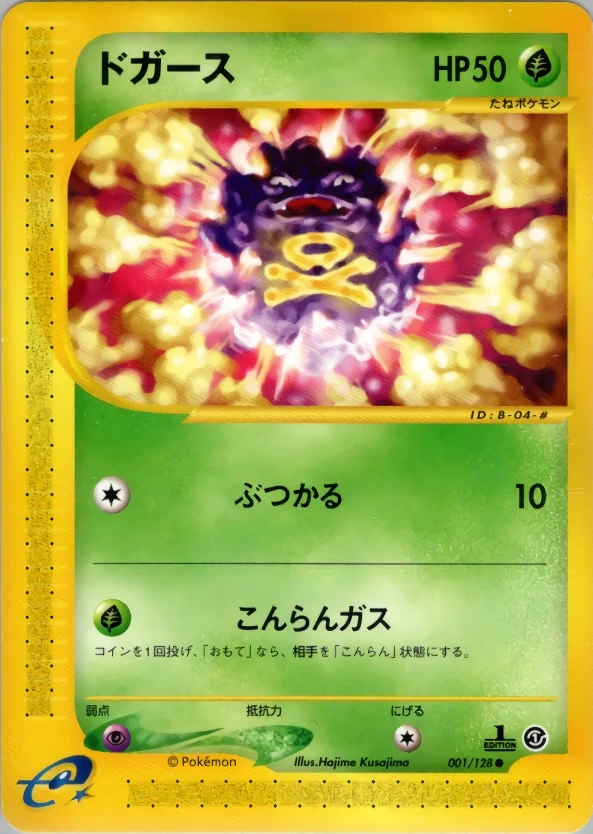 ドガース HP50
たねポケモン
ID:B-04-#
ぶつかる 10
こんらんガス
コインを1回投げ、「おもて」なら、相手を「こんらん」状態にする。
弱点 抵抗力 にげる
1 EDITION
© Pokémon Illus.Hajime Kusajima 001/128 ●
e